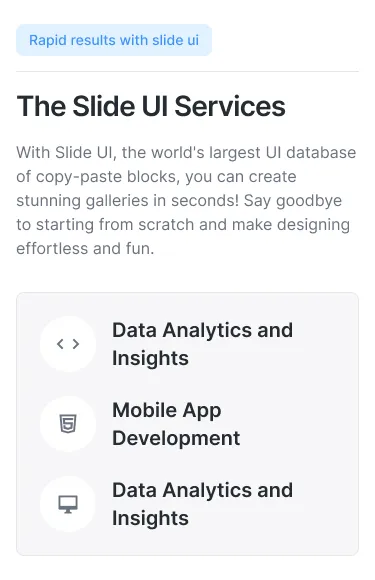 Rapid results with slide ui
The Slide UI Services
With Slide UI, the world's largest UI database
of copy-paste blocks, you can create
stunning galleries in seconds! Say goodbye
to starting from scratch and make designing
effortless and fun.
Data Analytics and
Insights
Mobile App
Development
Data Analytics and
Insights